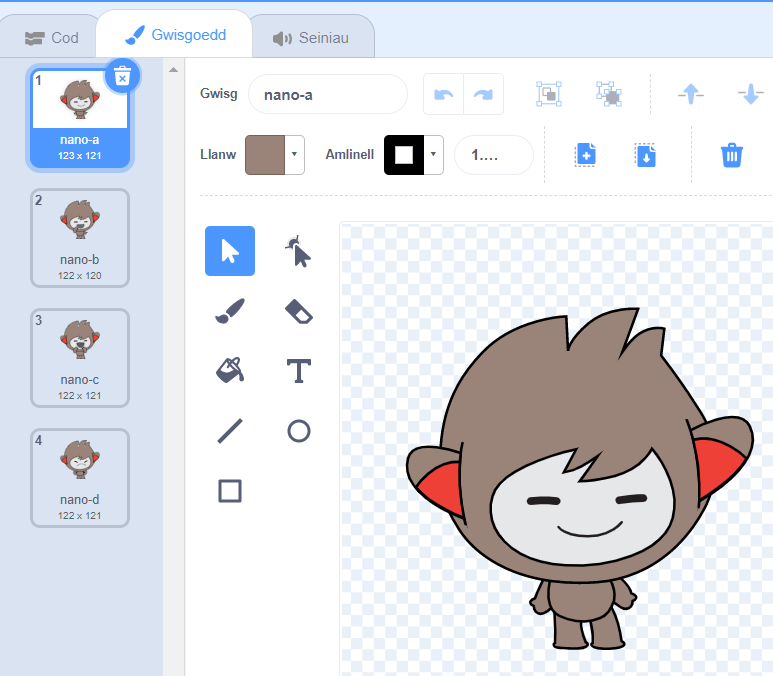 Cod
Gwisgoedd
Seiniau
1
nano-a
123 x 121
2
nano-b
122 x 120
3
nano-c
122 x 121
4
nano-d
122 x 121
Gwisg nano-a
Llanw Amlinell 1....
T